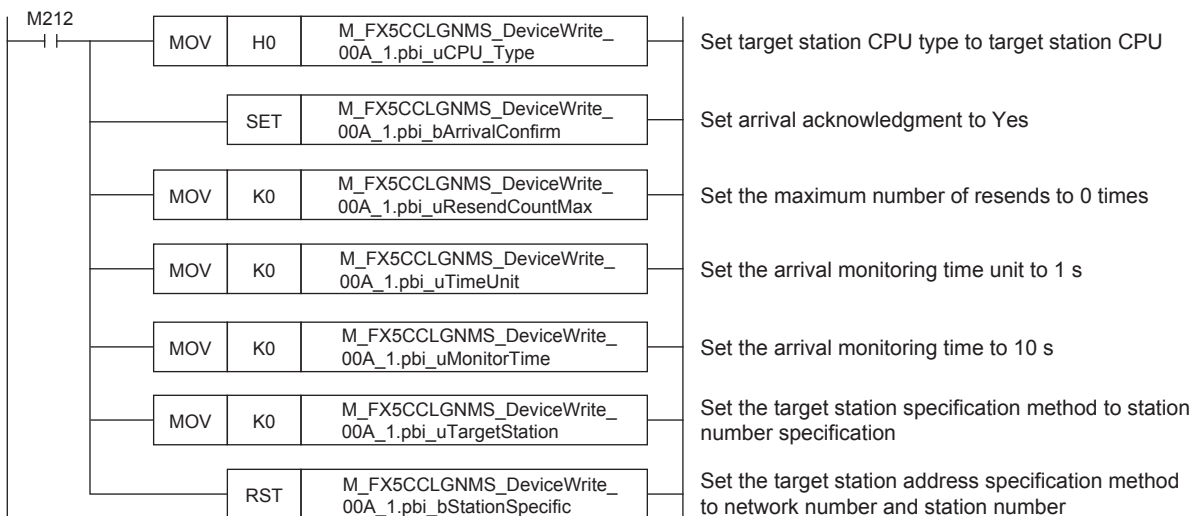 M212
MOV H0 M_FX5CCLGNMS_DeviceWrite_ Set target station CPU type to target station CPU
00A_1.pbi_uCPU_Type
SET M_FX5CCLGNMS_DeviceWrite_ Set arrival acknowledgment to Yes
00A_1.pbi_bArrivalConfirm
MOV K0 M_FX5CCLGNMS_DeviceWrite_ Set the maximum number of resends to 0 times
00A_1.pbi_uResendCountMax
MOV K0 M_FX5CCLGNMS_DeviceWrite_ Set the arrival monitoring time unit to 1 s
00A_1.pbi_uTimeUnit
MOV K0 M_FX5CCLGNMS_DeviceWrite_ Set the arrival monitoring time to 10 s
00A_1.pbi_uMonitorTime
MOV K0 M_FX5CCLGNMS_DeviceWrite_ Set the target station specification method to station
00A_1.pbi_uTargetStation number specification
RST M_FX5CCLGNMS_DeviceWrite_ Set the target station address specification method
00A_1.pbi_bStationSpecific to network number and station number